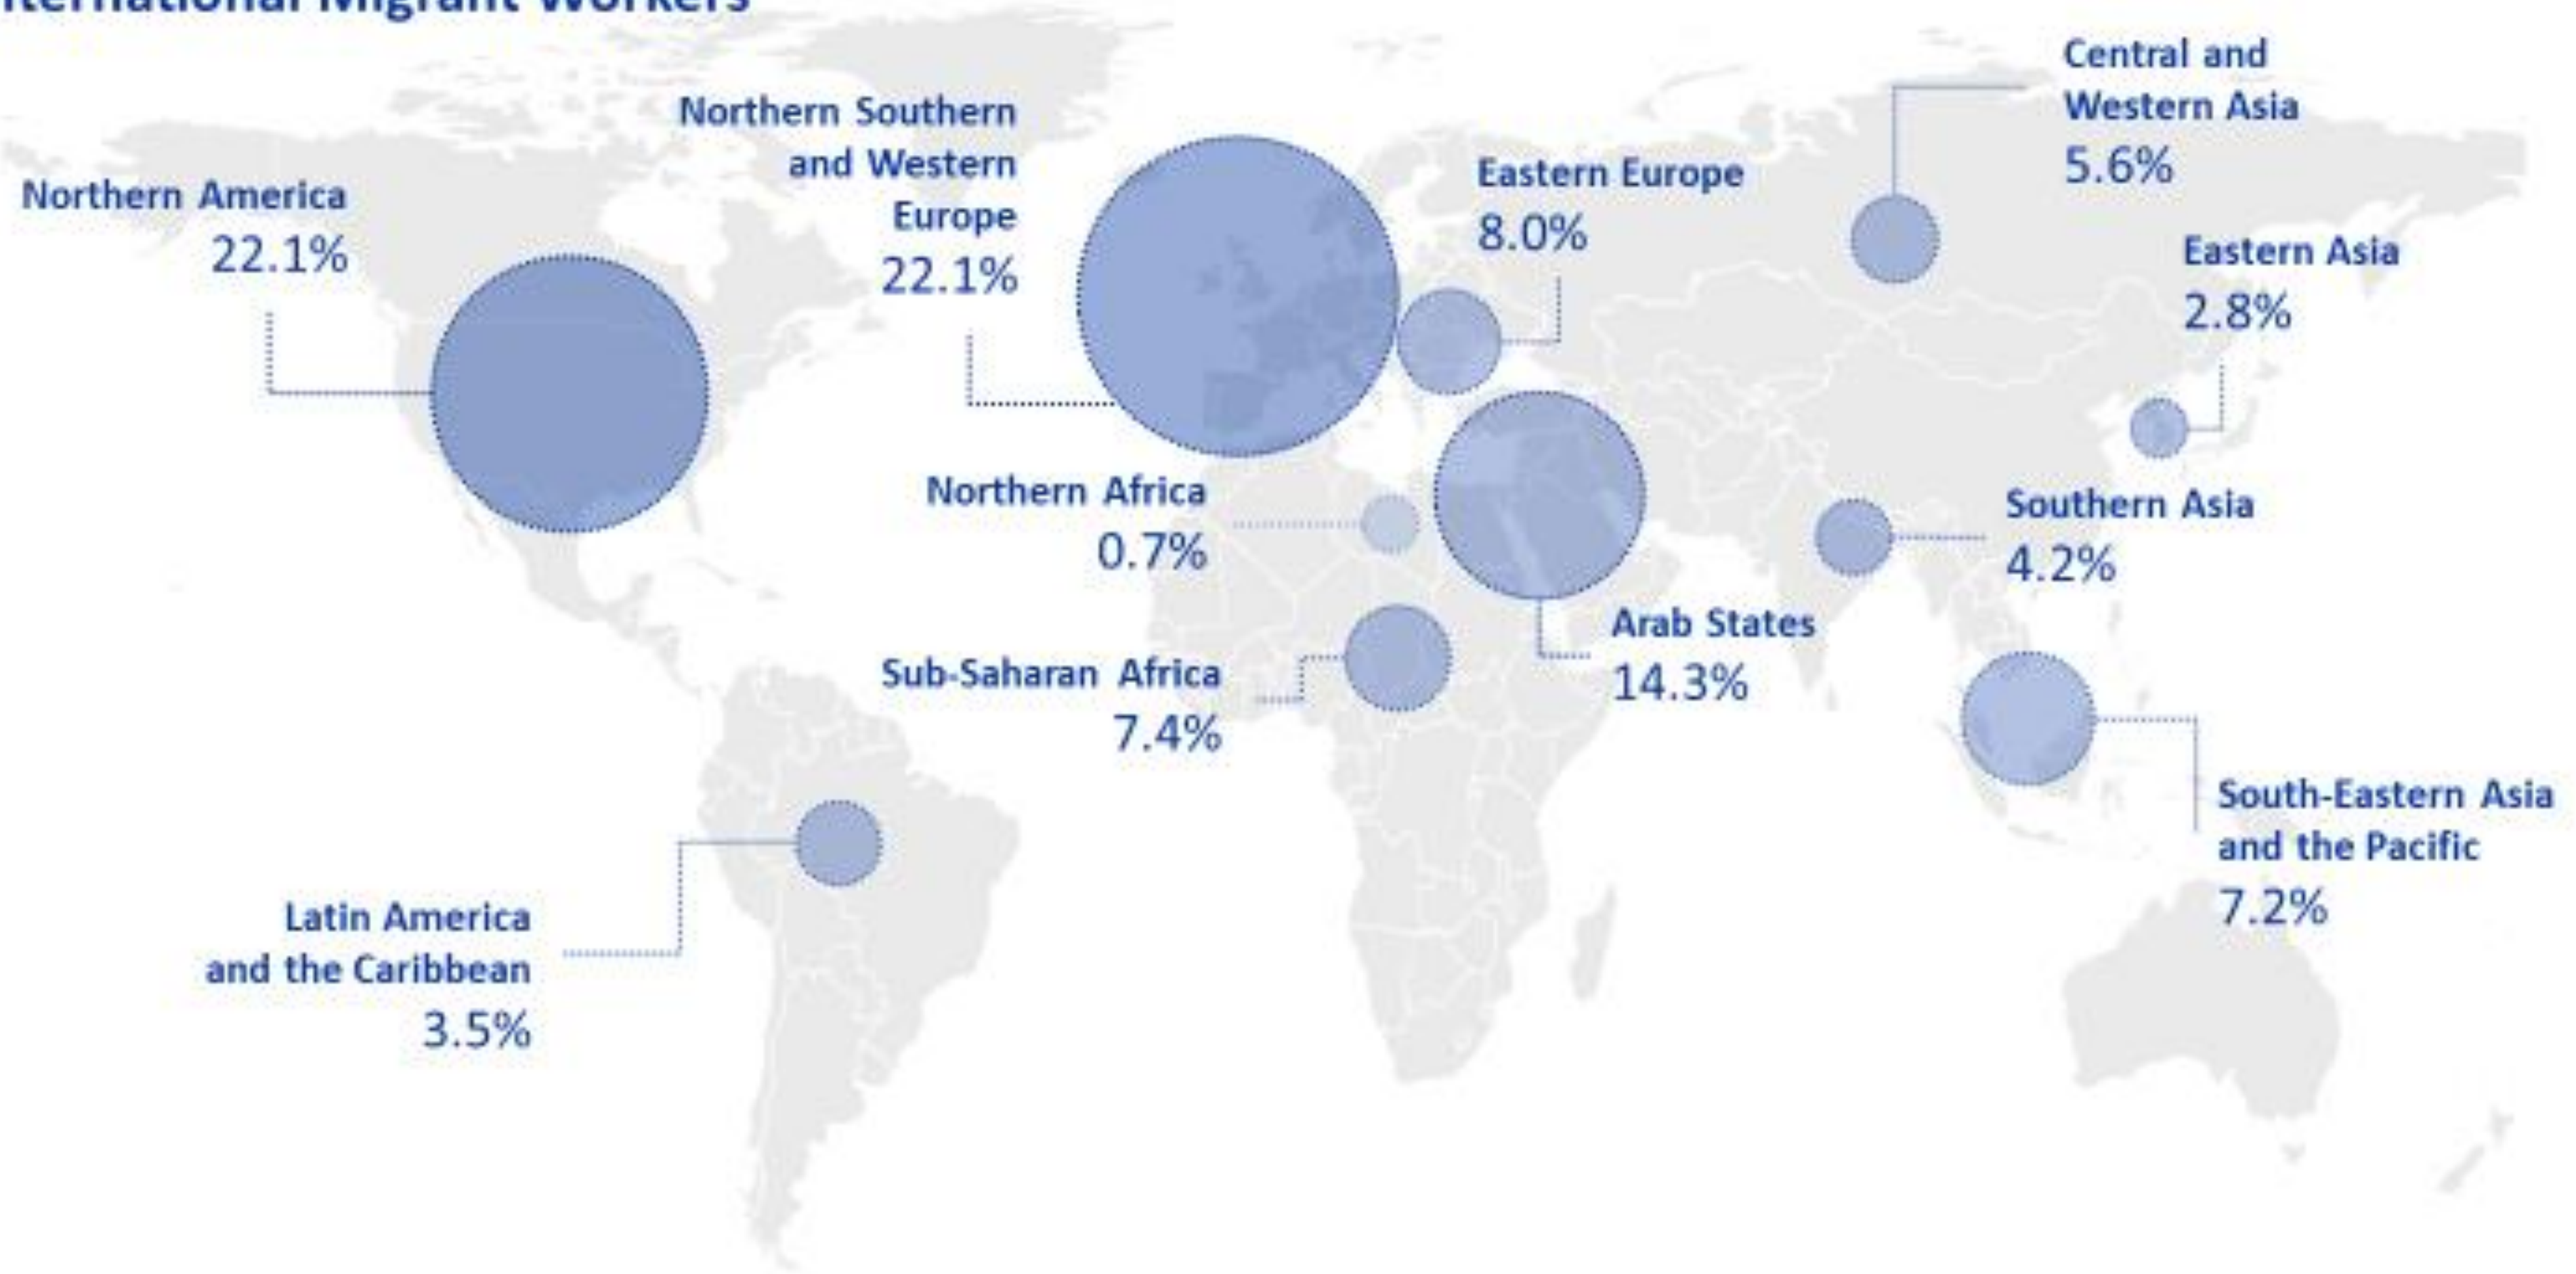 Migrant Workers
Northern America
22.1%
Northern Southern
and Western
Europe
22.1%
Eastern Europe
8.0%
Central and
Western Asia
5.6%
Eastern Asia
2.8%
Northern Africa
0.7%
Southern Asia
4.2%
Arab States
14.3%
Sub-Saharan Africa
7.4%
South-Eastern Asia
and the Pacific
7.2%
Latin America
and the Caribbean
3.5%